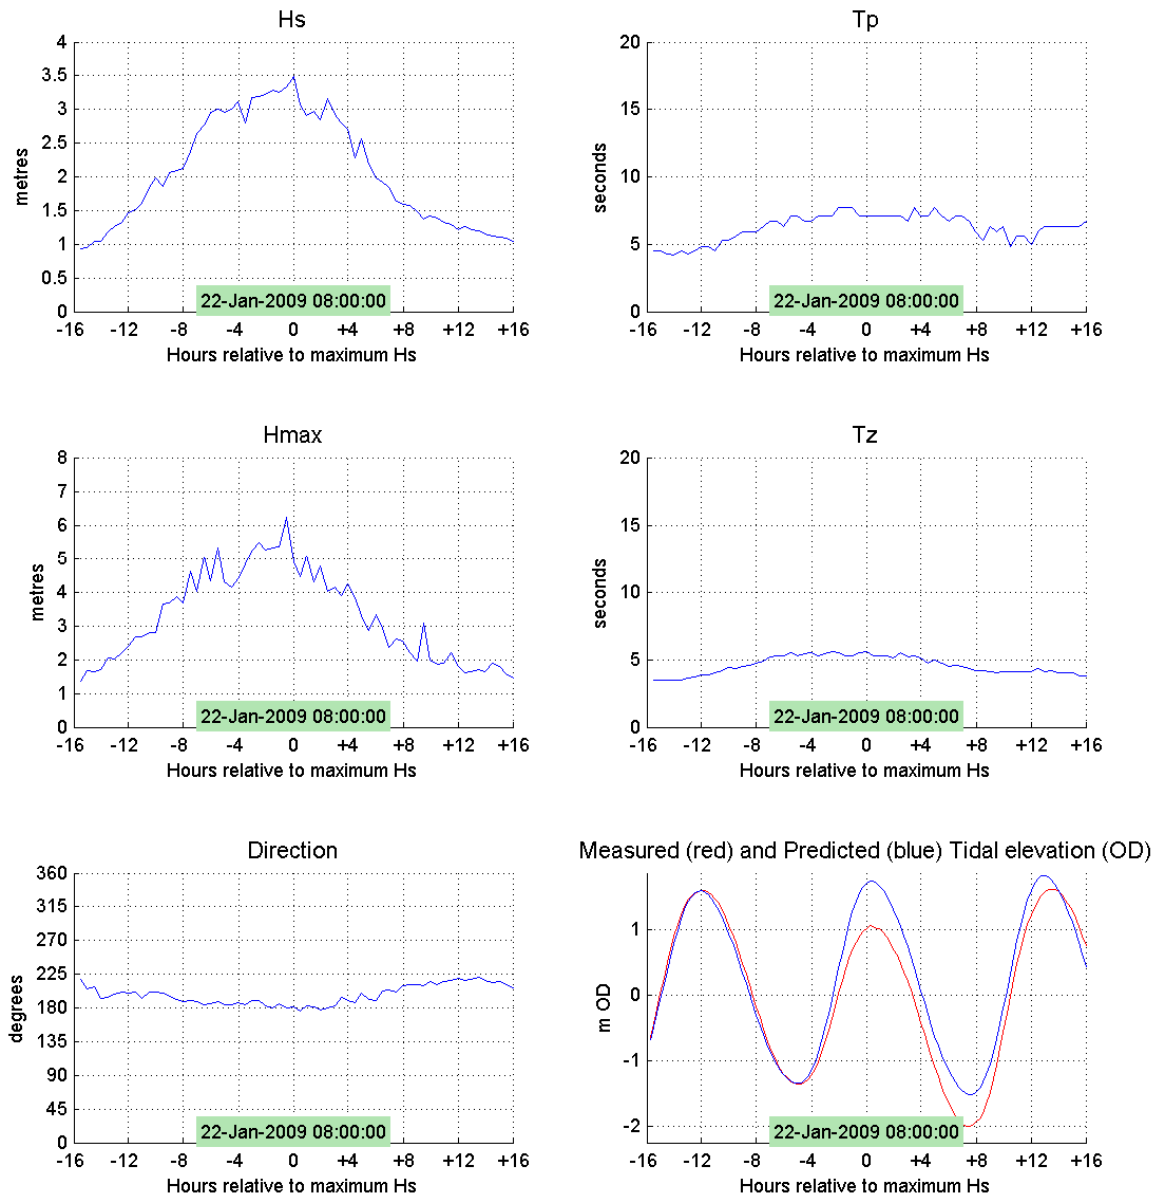 Hs
4
3.5
3
2.5
2
1.5
1
0.5
0
metres
22-Jan-2009 08:00:00
-16 -12 -8 -4 0 +4 +8 +12 +16
Hours relative to maximum Hs
Tp
20
15
10
5
0
seconds
22-Jan-2009 08:00:00
-16 -12 -8 -4 0 +4 +8 +12 +16
Hours relative to maximum Hs
Hmax
8
7
6
5
4
3
2
1
0
metres
22-Jan-2009 08:00:00
-16 -12 -8 -4 0 +4 +8 +12 +16
Hours relative to maximum Hs
Tz
20
15
10
5
0
seconds
22-Jan-2009 08:00:00
-16 -12 -8 -4 0 +4 +8 +12 +16
Hours relative to maximum Hs
Direction
360
315
270
225
180
135
90
45
0
degrees
22-Jan-2009 08:00:00
-16 -12 -8 -4 0 +4 +8 +12 +16
Hours relative to maximum Hs
Measured (red) and Predicted (blue) Tidal elevation (OD)
1
0
-1
-2
m OD
22-Jan-2009 08:00:00
-16 -12 -8 -4 0 +4 +8 +12 +16
Hours relative to maximum Hs